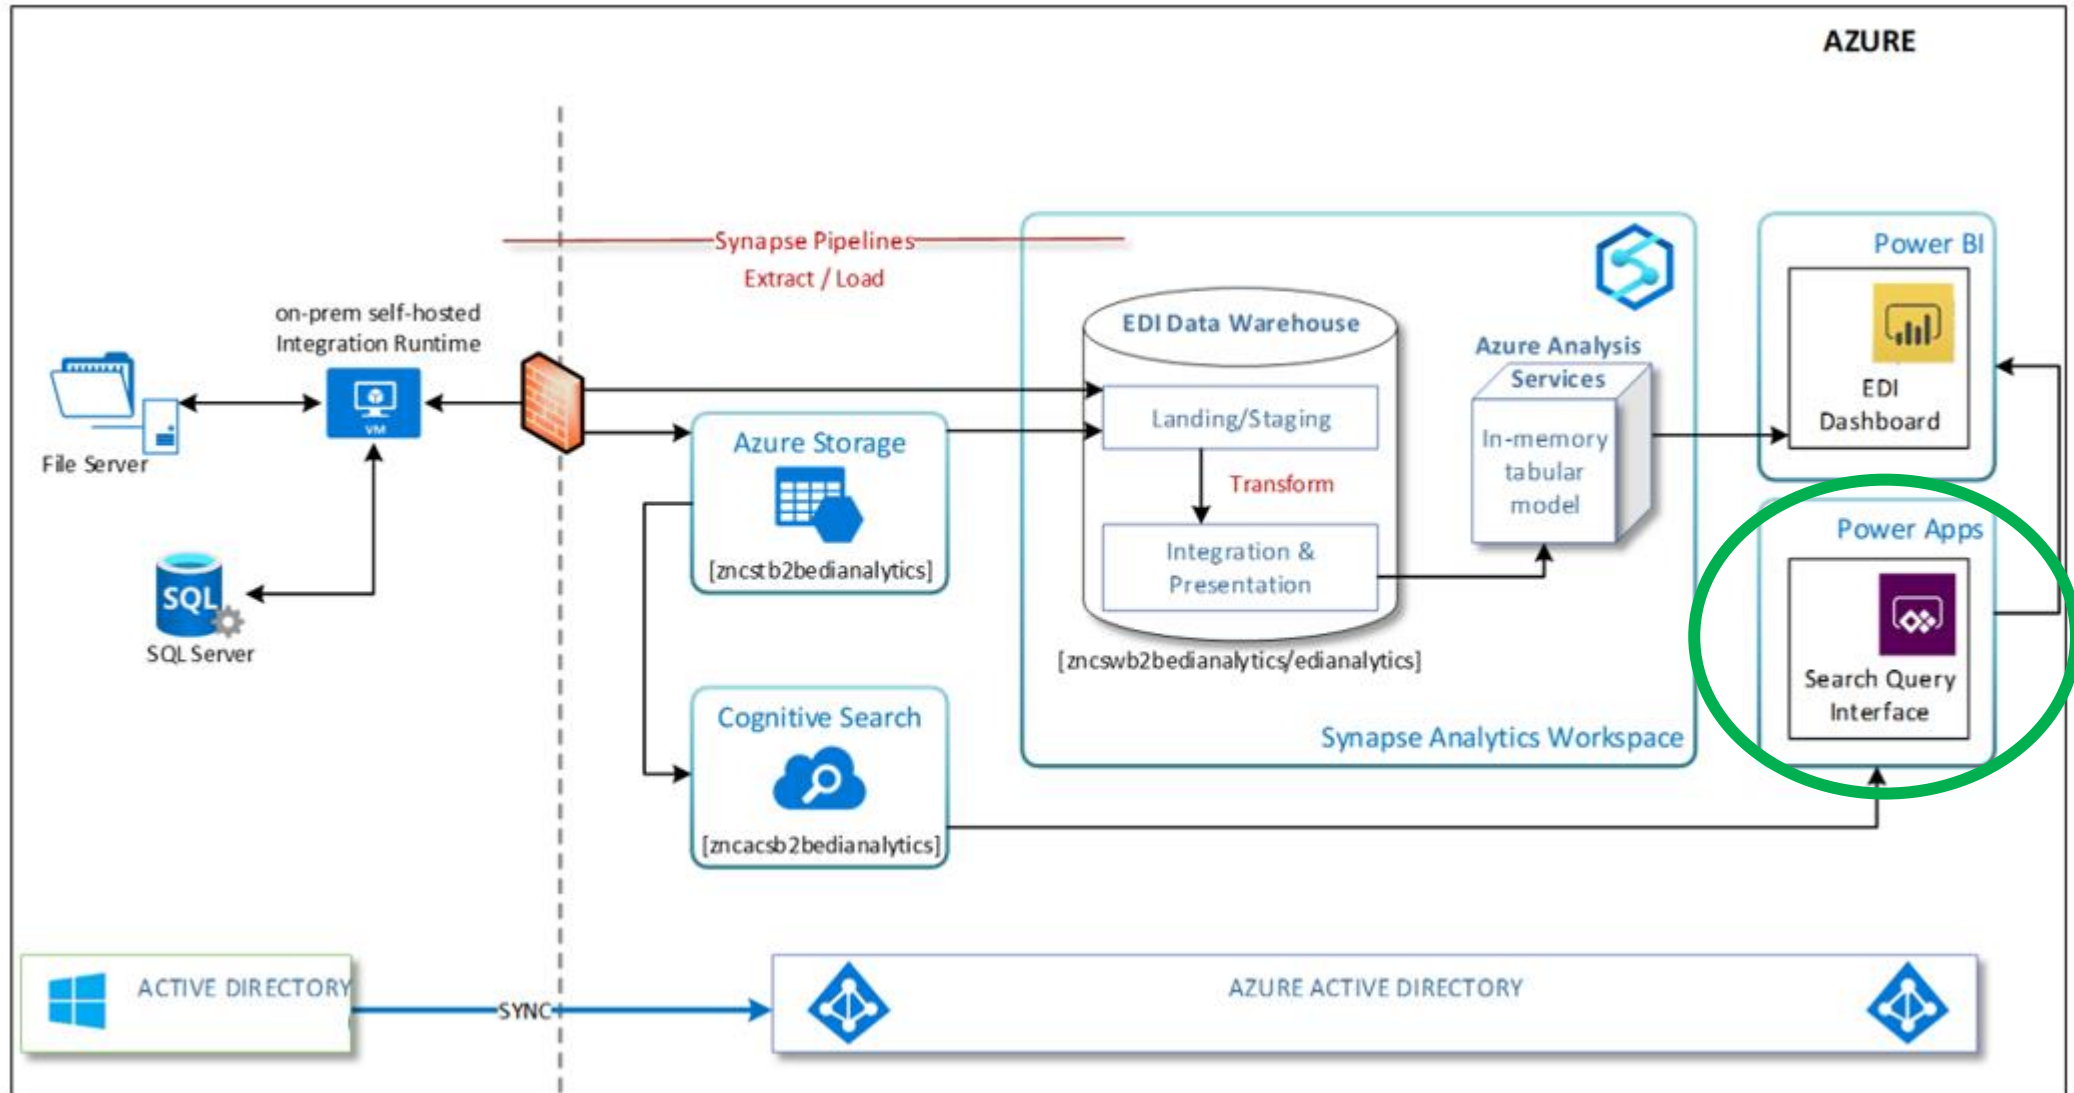 AZURE
Synapse Pipelines
Extract / Load
on-prem self-hosted
Integration Runtime
VM
File Server
SQL
SQL Server
Azure Storage
[zncstb2bedianalytics]
Cognitive Search
[zncacsb2bedianalytics]
EDI Data Warehouse
Landing/Staging
Transform
Integration &
Presentation
[zncswb2bedianalytics/edianalytics]
Azure Analysis
Services
In-memory
tabular
model
Synapse Analytics Workspace
Power BI
EDI
Dashboard
Power Apps
Search Query
Interface
ACTIVE DIRECTORY
SYNC
AZURE ACTIVE DIRECTORY